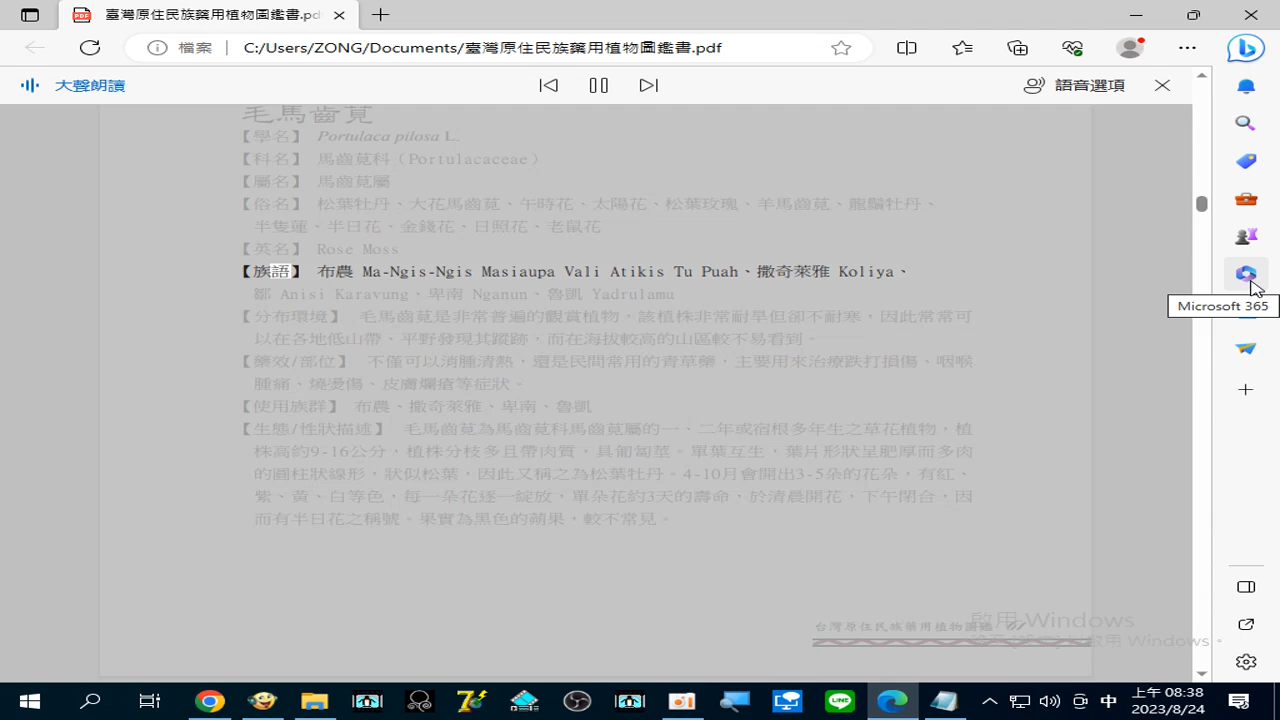 臺灣原住民族藥用植物圖鑑書.pd
檔案 C:/Users/ZONG/Documents/臺灣原住民族藥用植物圖鑑書.pdf
大聲朗讀
語音選項
毛馬齒莧
【學名】 Portulaca pilosa L.
【科名】 馬齒莧科（Portulacaceae）
【屬名】 馬齒莧屬
【俗名】 松葉牡丹、大花馬齒莧、午時花、太陽花、松葉玫瑰、羊馬齒莧、龍鬚牡丹、
半隻蓮、半日花、金錢花、日照花、老鼠花
【英名】 Rose Moss
【族語】 布農 Ma-Ngis-Ngis Masiaupa Vali Atikis Tu Puah、撒奇萊雅 Koliya、
鄒 Anisi Karavung、卑南 Nganun、魯凱 Yadrulamu
【分布環境】 毛馬齒莧是非常普遍的觀賞植物，該植株非常耐旱但卻不耐寒，因此常常可
以在各地低山帶、平野發現其蹤跡，而在海拔較高的山區較不易看到。
【藥效/部位】 不僅可以消腫清熱，還是民間常用的青草藥，主要用來治療跌打損傷、咽喉
腫痛、燒燙傷、皮膚爛瘡等症狀。
【使用族群】 布農、撒奇萊雅、卑南、魯凱
【生態/性狀描述】 毛馬齒莧為馬齒莧科馬齒莧屬的一、二年或宿根多年生之草花植物，植
株高約9-16公分，植株分枝多且帶肉質，具匍匐莖。單葉互生，葉片形狀呈肥厚而多肉
的圓柱狀線形，狀似松葉，因此又稱之為松葉牡丹。4-10月會開出3-5朵的花朵，有紅、
紫、黃、白等色，每一朵花逐一綻放，單朵花約3天的壽命，於清晨開花，下午閉合，因
而有半日花之稱號。果實為黑色的蒴果，較不常見。
台灣原住民族藥用植物圖鑑
啟用 Windows
Microsoft 365
LINE
中
上午 08:38
2023/8/24